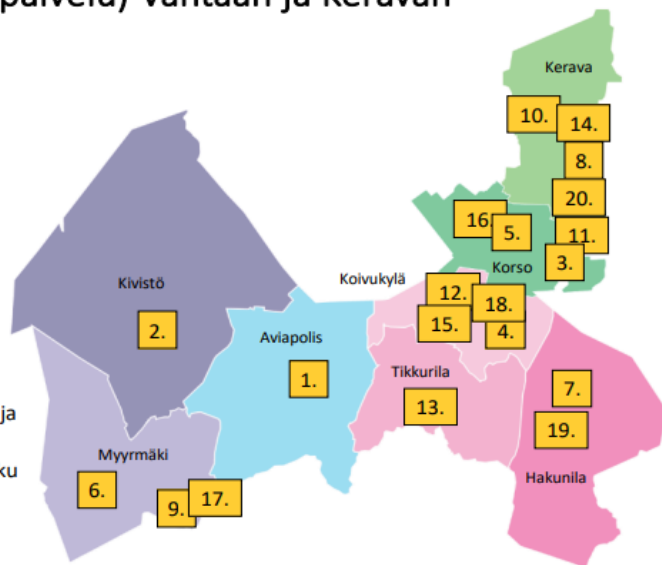 palvelu) Vantaan ja Keravan
Kerava
10.
14.
8.
20.
16.
5.
11.
3.
Korso
Koivukylä
12.
18.
15.
4.
Kivistö
2.
Aviapolis
1.
Tikkurila
13.
7.
19.
Hakunila
ja
Myyrmäki
ku
6.
9.
17.